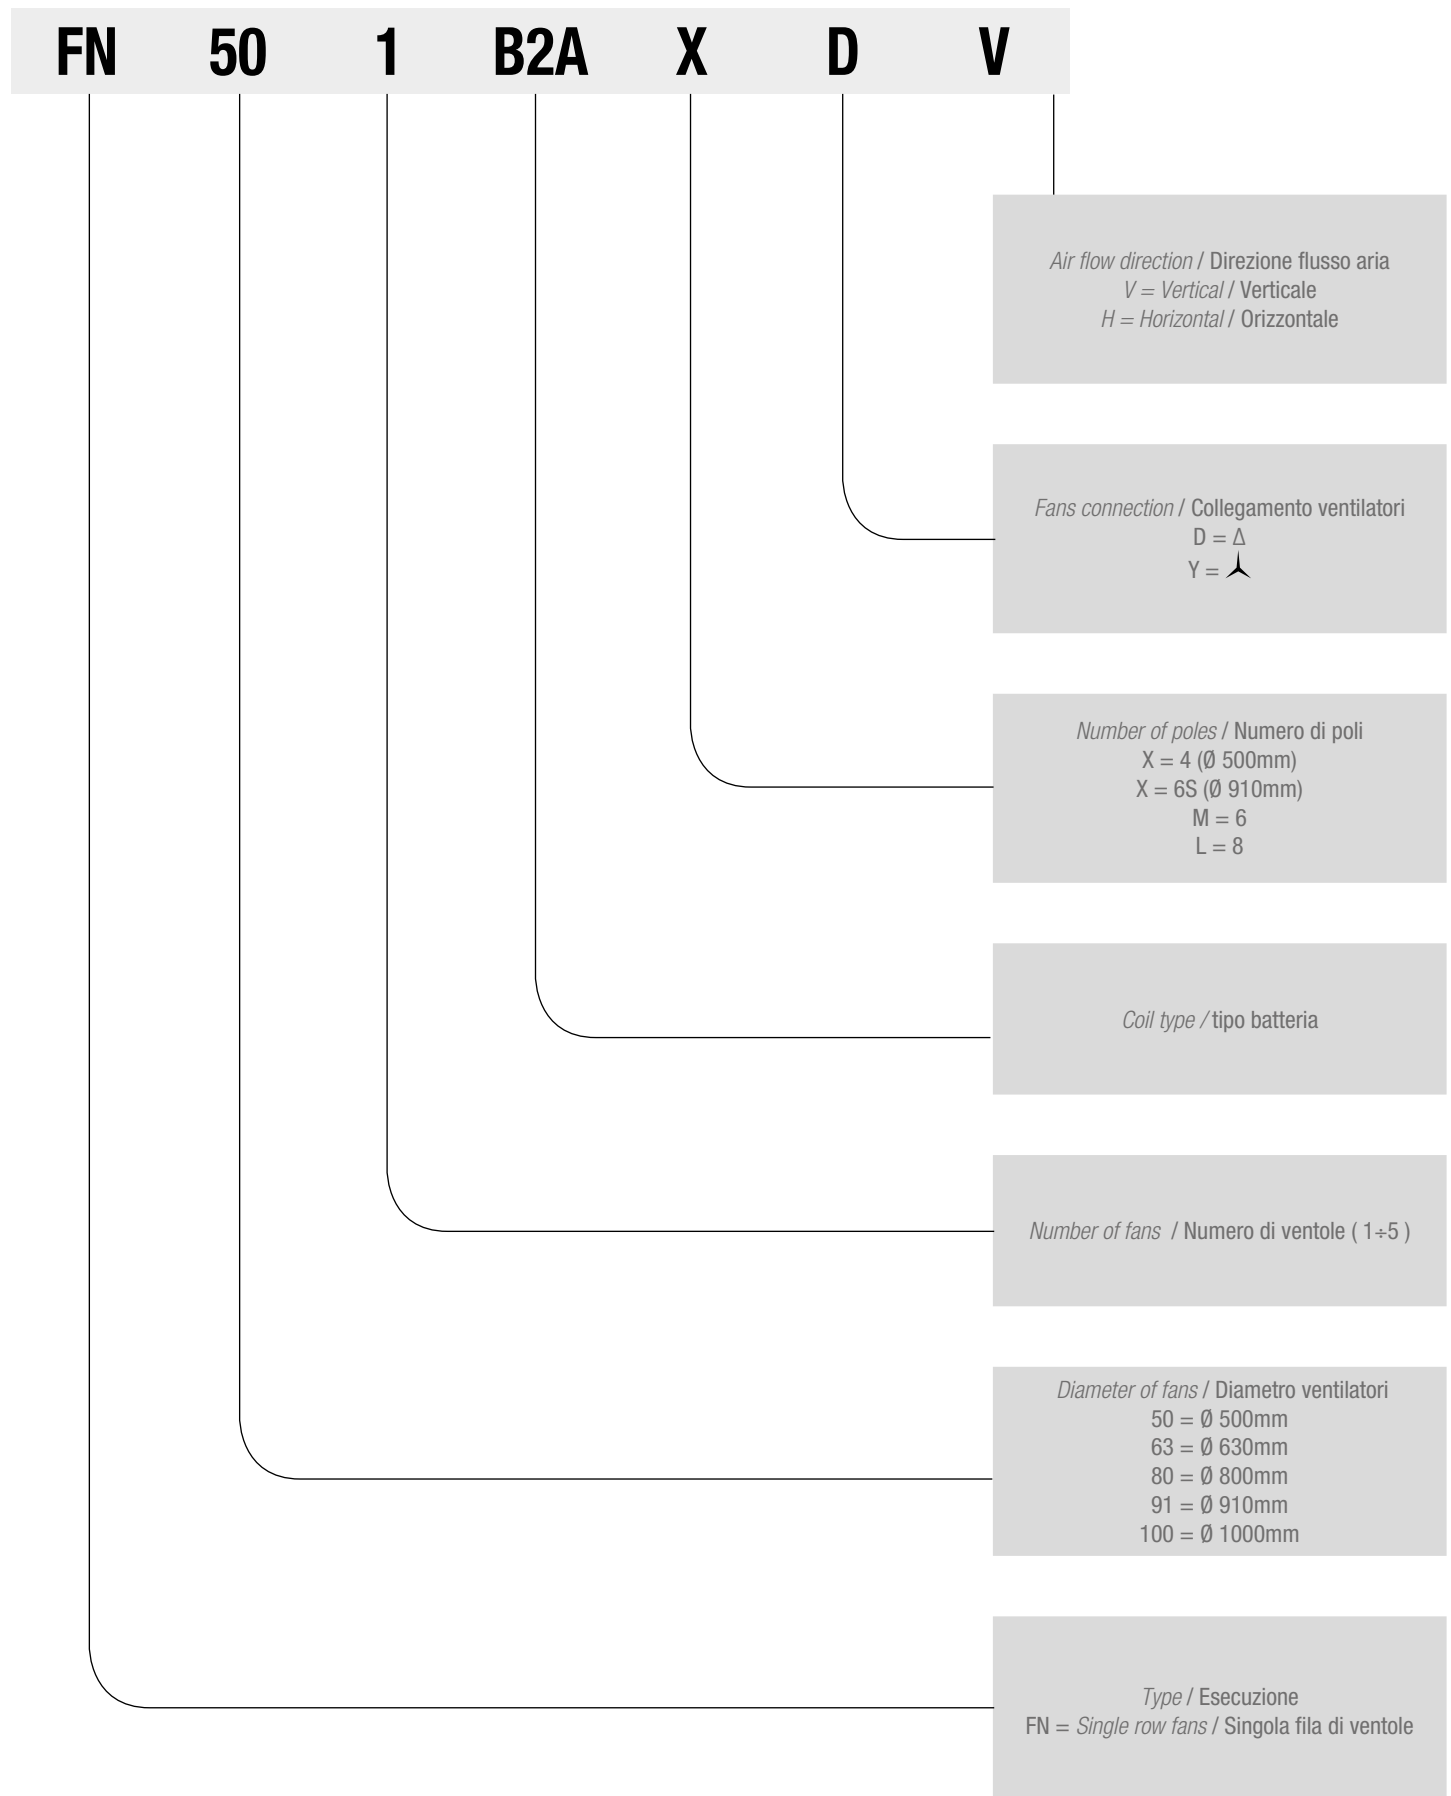 FN 50 1 B2A X D V
Air flow direction / Direzione flusso aria
V = Vertical / Verticale
H = Horizontal / Orizzontale
Fans connection / Collegamento ventilatori
D = Δ
Y =
Number of poles / Numero di poli
X = 4 (Ø 500mm)
X = 6S (Ø 910mm)
M = 6
L = 8
Coil type / tipo batteria
Number of fans / Numero di ventole ( 1÷5 )
Diameter of fans / Diametro ventilatori
50 = Ø 500mm
63 = Ø 630mm
80 = Ø 800mm
91 = Ø 910mm
100 = Ø 1000mm
Type / Esecuzione
FN = Single row fans / Singola fila di ventole